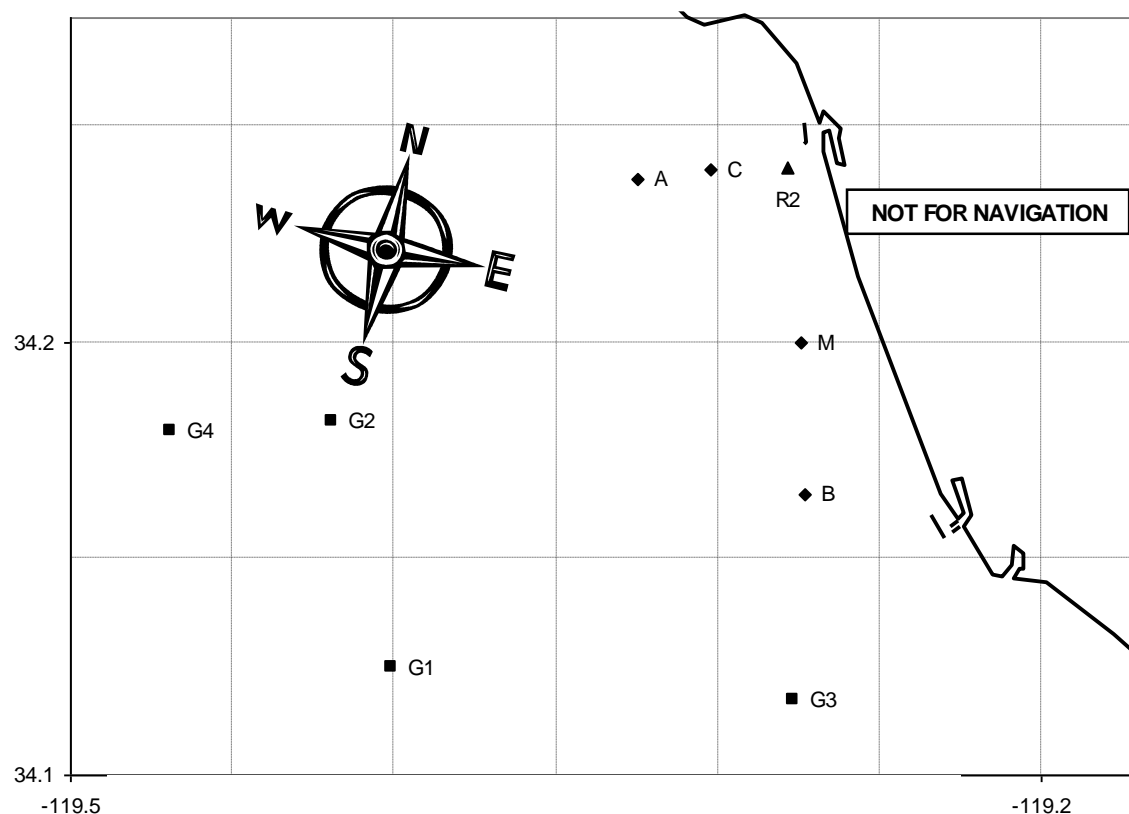 N
A
C
R2
W
NOT FOR NAVIGATION
E
34.2
M
S
G4
G2
B
G1
G3
34.1
-119.5
-119.2